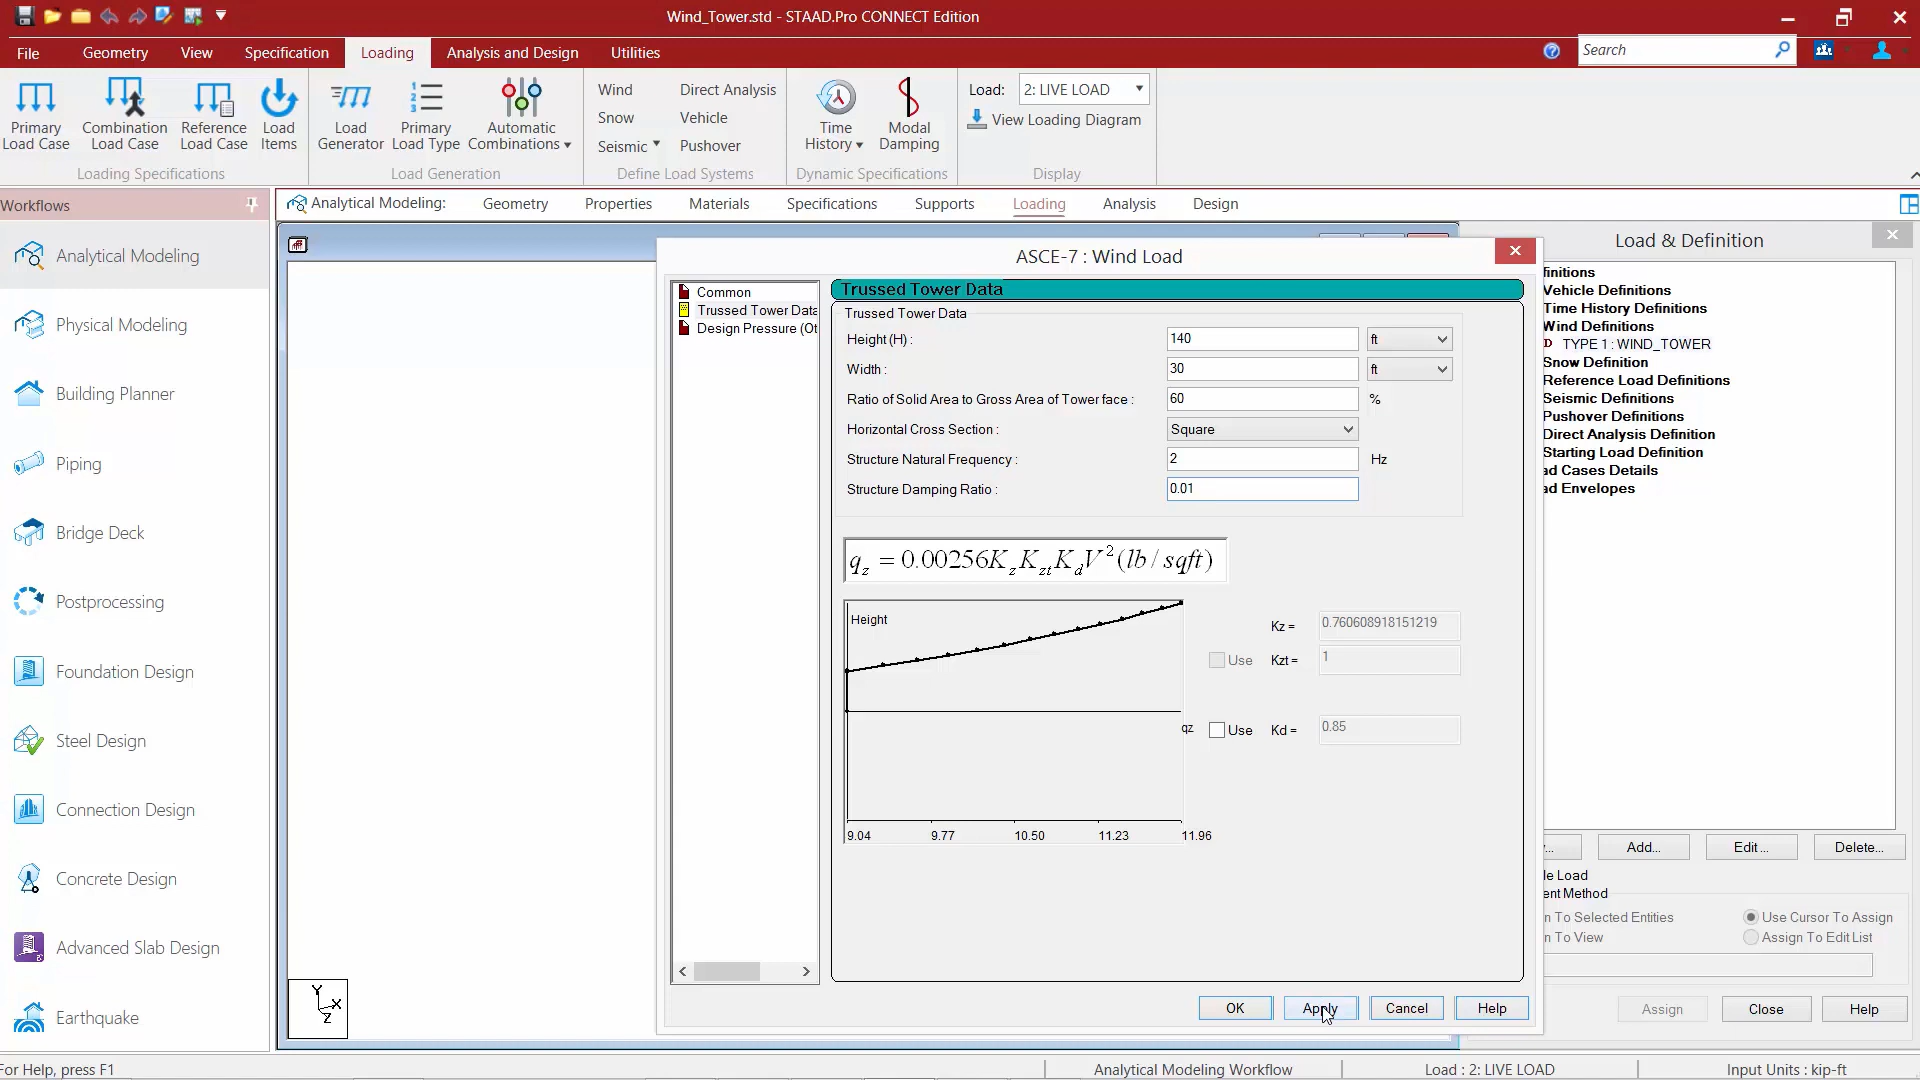 Wind_Tower.std - STAAD.Pro CONNECT Edition
File Geometry View Specification Loading Analysis and Design Utilities
Search
Primary Load Case
Combination Load Case
Reference Load Case
Load Items
Loading Specifications
Load Generator
Primary Load Type
Automatic Combinations
Load Generation
Wind
Snow
Seismic
Direct Analysis
Vehicle
Pushover
Define Load Systems
Time History
Modal Damping
Dynamic Specifications
Load: 2: LIVE LOAD
View Loading Diagram
Display
Workflows
Analytical Modeling
Physical Modeling
Building Planner
Piping
Bridge Deck
Postprocessing
Foundation Design
Steel Design
Connection Design
Concrete Design
Advanced Slab Design
Earthquake
Analytical Modeling: Geometry Properties Materials Specifications Supports Loading Analysis Design
Y
X
Z
ASCE-7 : Wind Load
Common
Trussed Tower Data
Design Pressure (Ot
Trussed Tower Data
Trussed Tower Data
Height (H) : 140 ft
Width : 30 ft
Ratio of Solid Area to Gross Area of Tower face : 60 %
Horizontal Cross Section : Square
Structure Natural Frequency : 2 Hz
Structure Damping Ratio : 0.01
q_z = 0.00256K_z K_zt K_d V^2 (lb / sqft)
Height
qz
9.04 9.77 10.50 11.23 11.96
Kz = 0.760608918151219
Use Kzt = 1
Use Kd = 0.85
OK Apply Cancel Help
Load & Definition
finitions
Vehicle Definitions
Time History Definitions
Wind Definitions
D TYPE 1 : WIND_TOWER
Snow Definition
Reference Load Definitions
Seismic Definitions
Pushover Definitions
Direct Analysis Definition
Starting Load Definition
ad Cases Details
ad Envelopes
... Add... Edit ... Delete...
le Load
ent Method
n To Selected Entities Use Cursor To Assign
n To View Assign To Edit List
Assign Close Help
For Help, press F1
Analytical Modeling Workflow
Load : 2: LIVE LOAD
Input Units : kip-ft